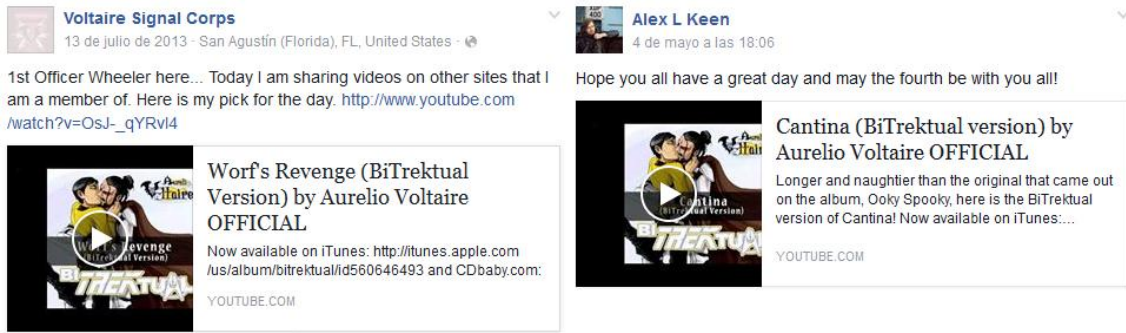 Voltaire Signal Corps
13 de julio de 2013 · San Agustín (Florida), FL, United States ·
1st Officer Wheeler here... Today I am sharing videos on other sites that I
am a member of. Here is my pick for the day. http://www.youtube.com
/watch?v=OsJ-_qYRvI4
Worf's Revenge
(BiTrektual Version)
BI
TREKTUAL
Worf's Revenge (BiTrektual
Version) by Aurelio Voltaire
OFFICIAL
Now available on iTunes: http://itunes.apple.com
/us/album/bitrektual/id560646493 and CDbaby.com:
YOUTUBE.COM
Alex L Keen
4 de mayo a las 18:06
Hope you all have a great day and may the fourth be with you all!
Cantina
(BiTrektual Version)
BI
TREKTUAL
Cantina (BiTrektual version) by
Aurelio Voltaire OFFICIAL
Longer and naughtier than the original that came out
on the album, Ooky Spooky, here is the BiTrektual
version of Cantina! Now available on iTunes:...
YOUTUBE.COM